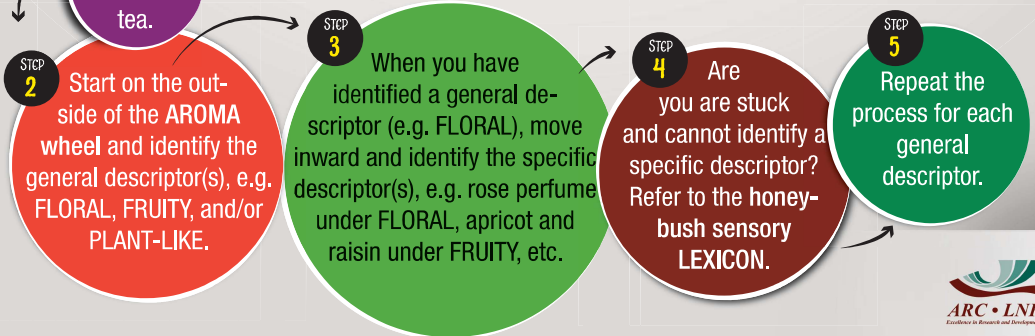 tea.
STEP
2
Start on the out-
side of the AROMA
wheel and identify the
general descriptor(s), e.g.
FLORAL, FRUITY, and/or
PLANT-LIKE.
STEP
3
When you have
identified a general de-
scriptor (e.g. FLORAL), move
inward and identify the specific
descriptor(s), e.g. rose perfume
under FLORAL, apricot and
raisin under FRUITY, etc.
STEP
4
Are
you are stuck
and cannot identify a
specific descriptor?
Refer to the honey-
bush sensory
LEXICON.
STEP
5
Repeat the
process for each
general
descriptor.
ARC • LN
Excellence in Research and